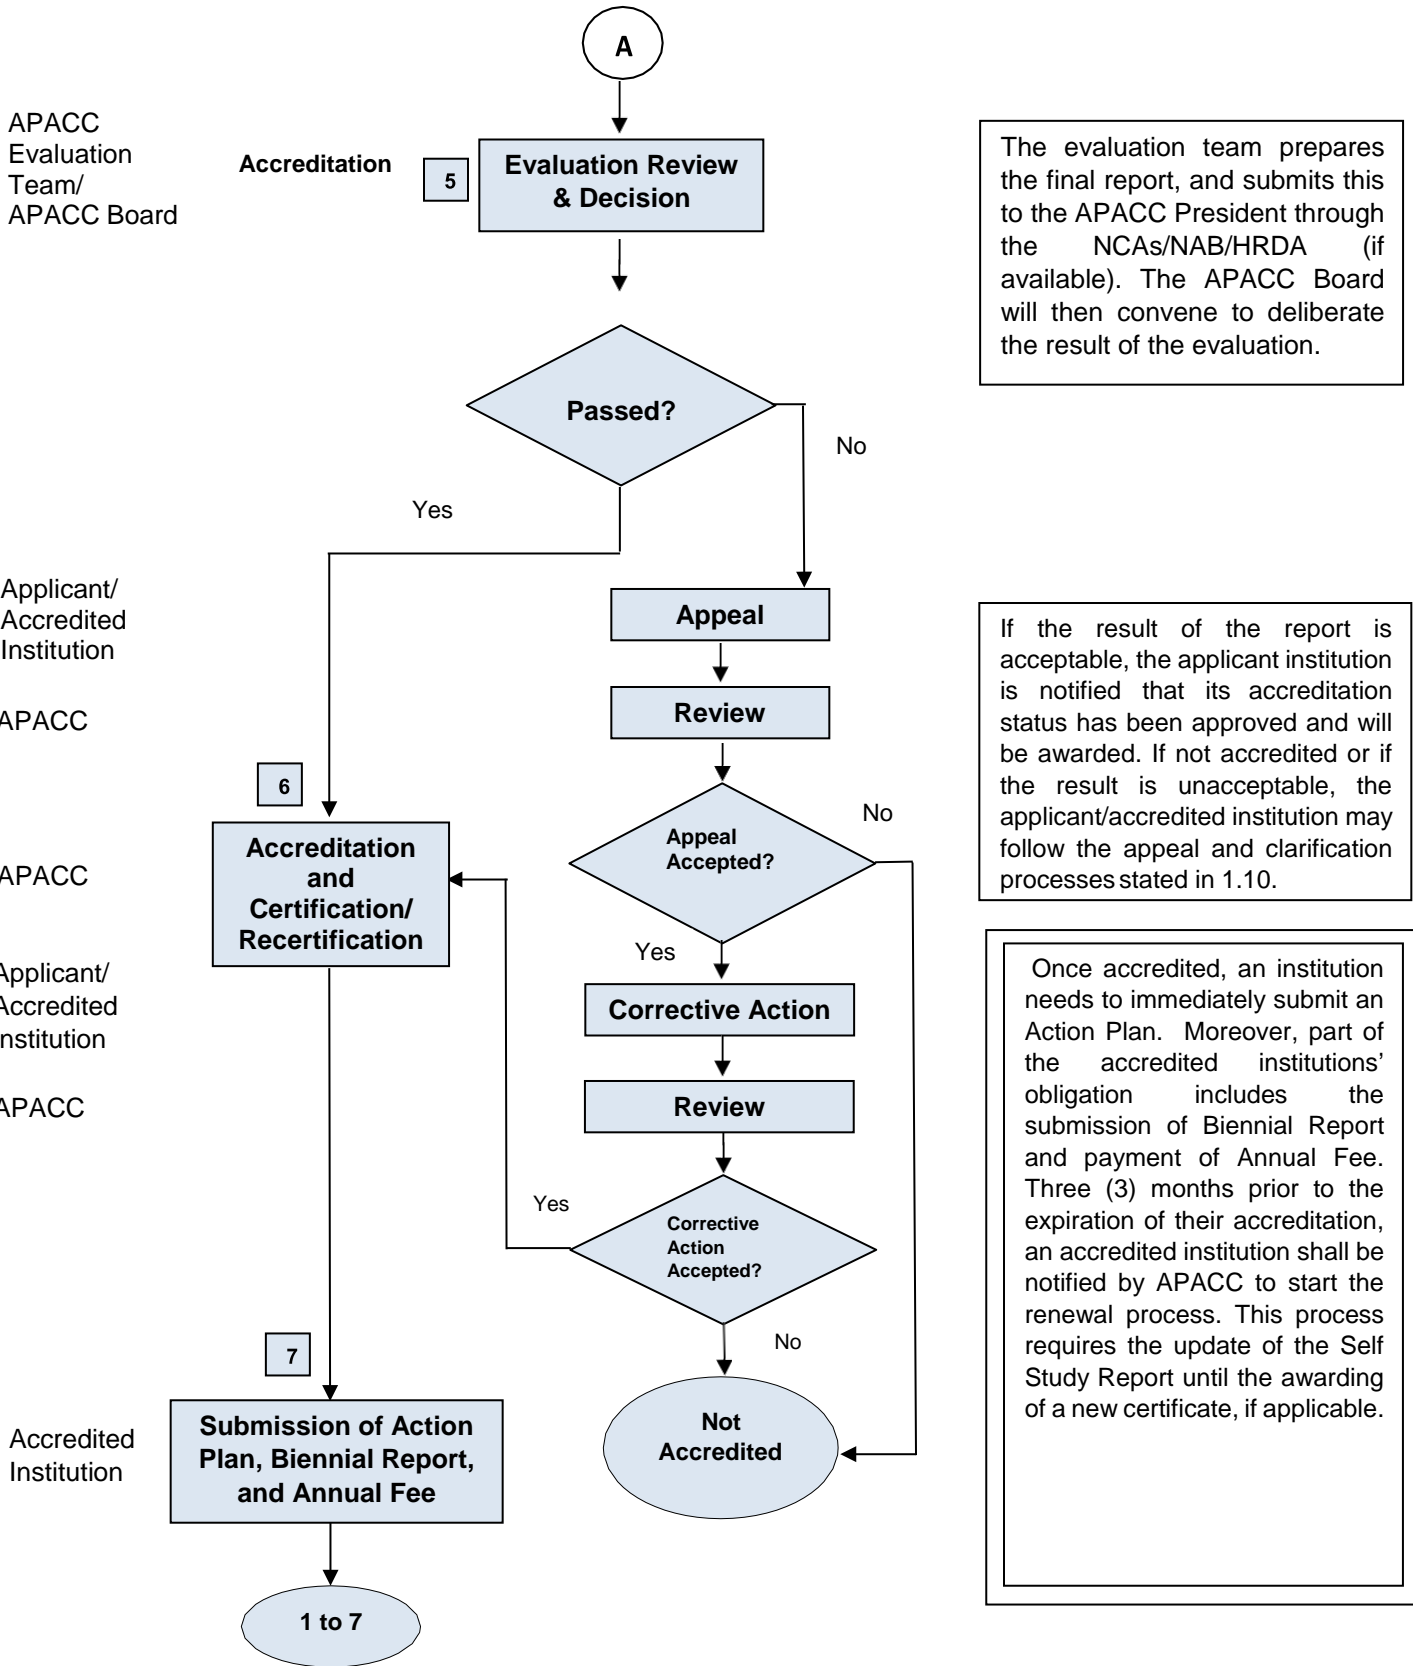 A
APACC
Evaluation
Team/
APACC Board
Accreditation
5
Evaluation Review
& Decision
The evaluation team prepares
the final report, and submits this
to the APACC President through
the NCAs/NAB/HRDA (if
available). The APACC Board
will then convene to deliberate
the result of the evaluation.
Passed?
No
Yes
Applicant/
Accredited
Institution
Appeal
APACC
Review
If the result of the report is
acceptable, the applicant institution
is notified that its accreditation
status has been approved and will
be awarded. If not accredited or if
the result is unacceptable, the
applicant/accredited institution may
follow the appeal and clarification
processes stated in 1.10.
6
Appeal
Accepted?
No
APACC
Accreditation
and
Certification/
Recertification
Yes
Applicant/
Accredited
Institution
Corrective Action
APACC
Review
Once accredited, an institution
needs to immediately submit an
Action Plan. Moreover, part of
the accredited institutions’
obligation includes the
submission of Biennial Report
and payment of Annual Fee.
Three (3) months prior to the
expiration of their accreditation,
an accredited institution shall be
notified by APACC to start the
renewal process. This process
requires the update of the Self
Study Report until the awarding
of a new certificate, if applicable.
Yes
Corrective
Action
Accepted?
No
7
Accredited
Institution
Submission of Action
Plan, Biennial Report,
and Annual Fee
Not
Accredited
1 to 7